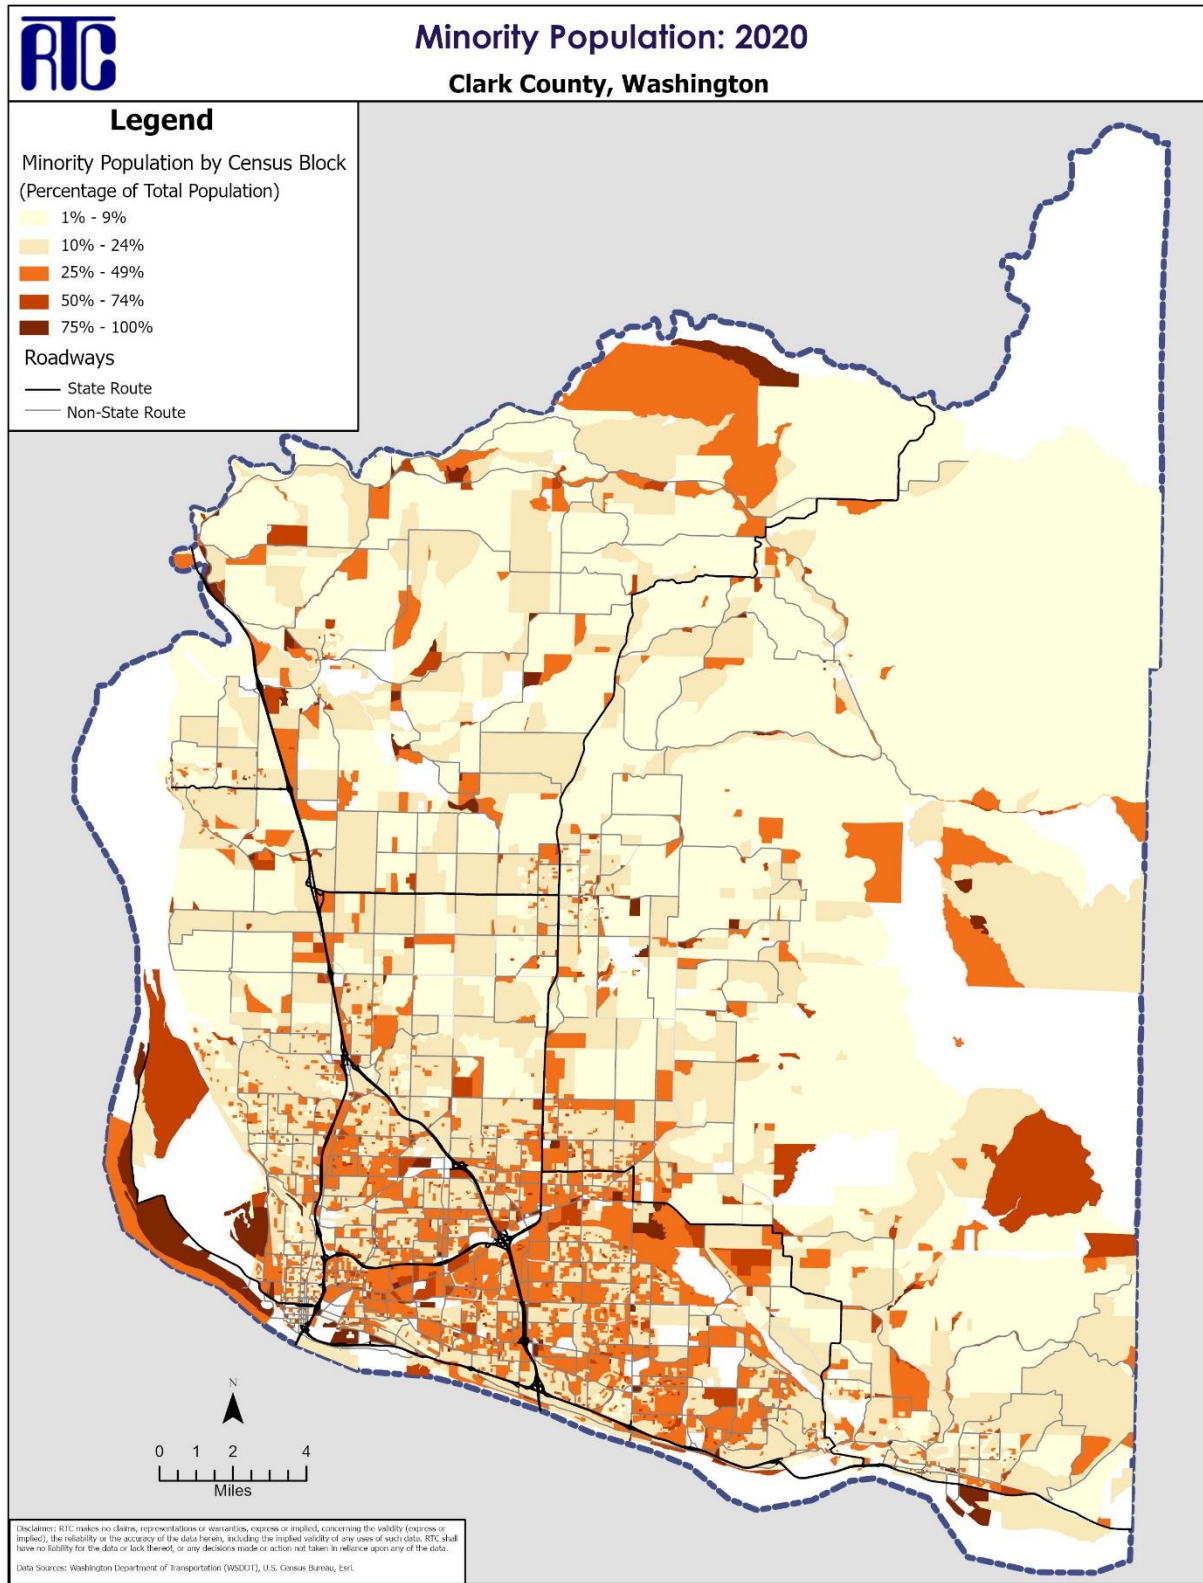 RTC
Minority Population: 2020
Clark County, Washington
Legend
Minority Population by Census Block
(Percentage of Total Population)
1% - 9%
10% - 24%
25% - 49%
50% - 74%
75% - 100%
Roadways
State Route
Non-State Route
N
0 1 2 4
Miles
Disclaimer: RTC makes no claims, representations or warranties, express or implied, concerning the validity (express or
implied), the reliability or the accuracy of the data herein, including the implied validity of any uses of such data. RTC shall
have no liability for the data or lack thereof, or any decisions made or action not taken in reliance upon any of the data.
Data Sources: Washington Department of Transportation (WSDOT), U.S. Census Bureau, Esri.